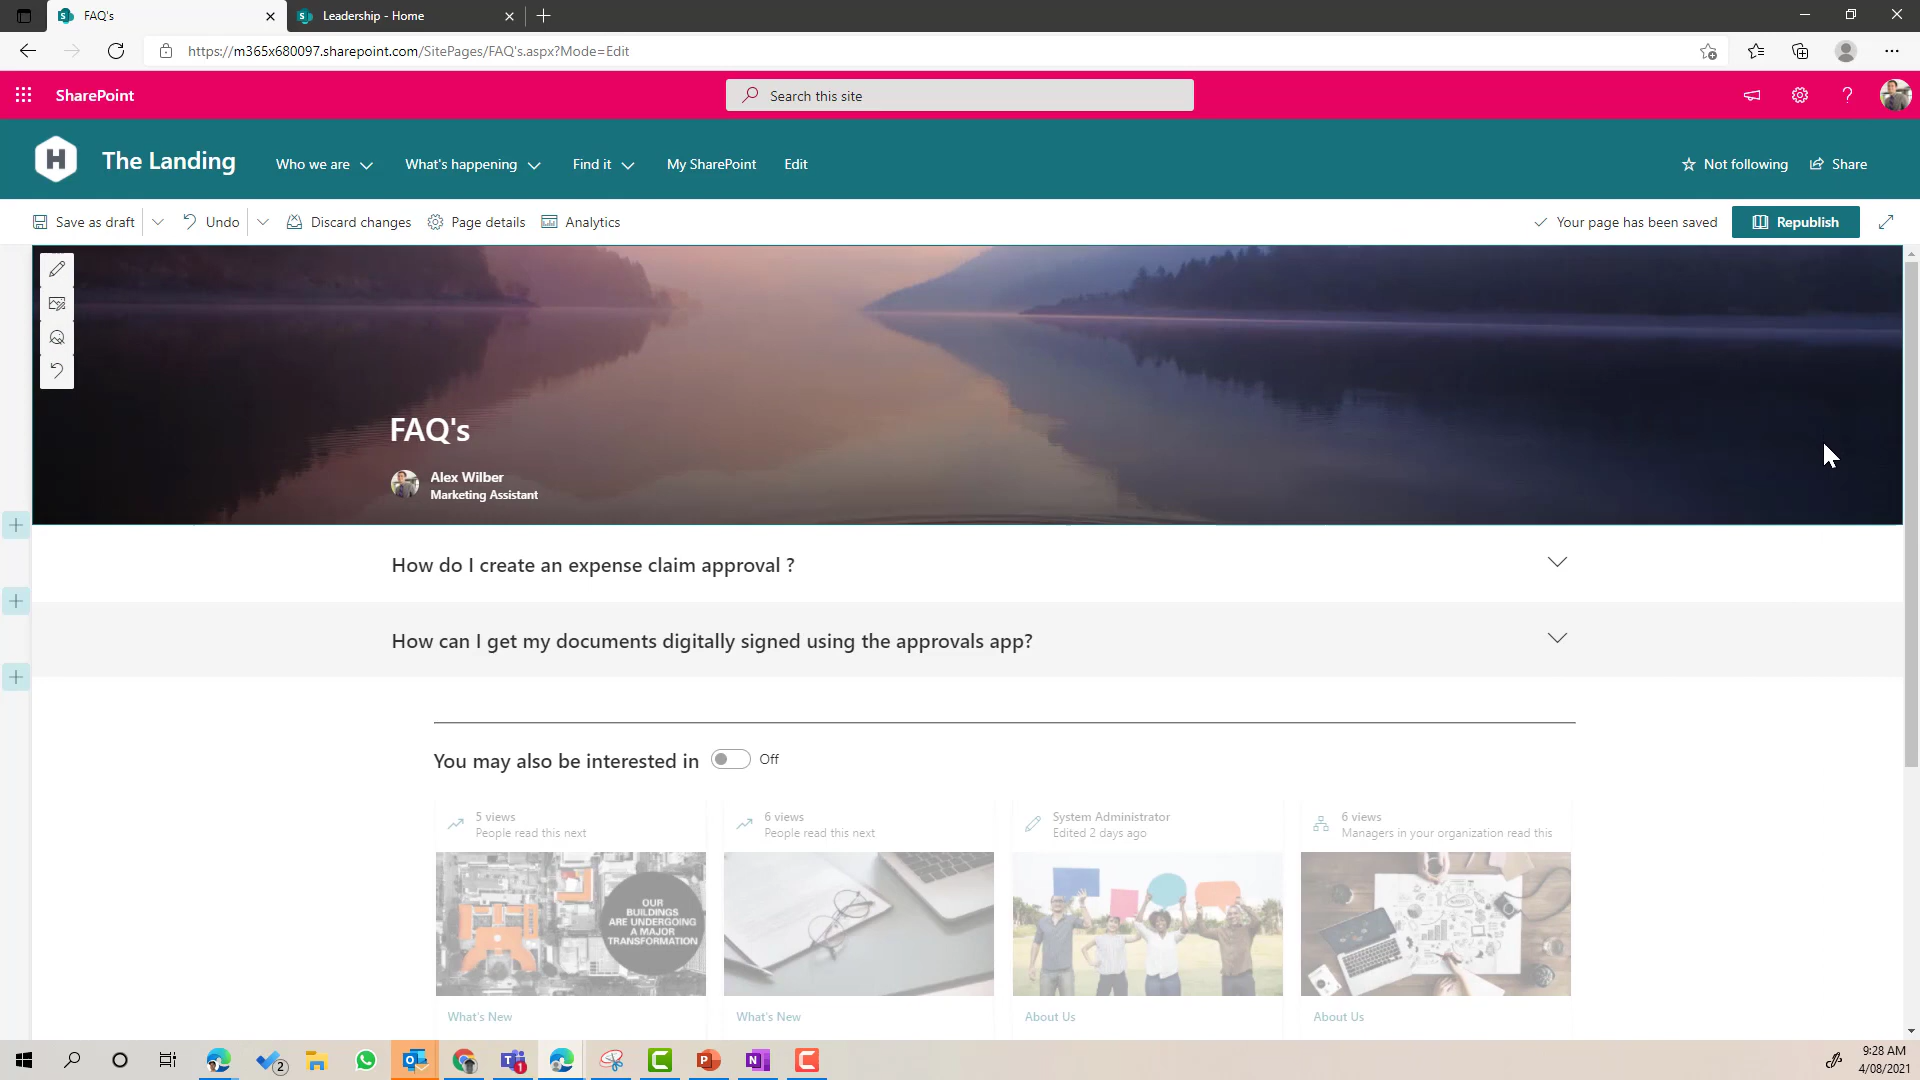 FAQ's
Leadership - Home
https://m365x680097.sharepoint.com/SitePages/FAQ's.aspx?Mode=Edit
SharePoint
Search this site
H
The Landing
Who we are
What's happening
Find it
My SharePoint
Edit
Not following
Share
Save as draft
Undo
Discard changes
Page details
Analytics
Your page has been saved
Republish
FAQ's
Alex Wilber
Marketing Assistant
How do I create an expense claim approval ?
How can I get my documents digitally signed using the approvals app?
You may also be interested in
Off
5 views
People read this next
6 views
People read this next
System Administrator
Edited 2 days ago
6 views
Managers in your organization read this
OUR
BUILDINGS
ARE UNDERGOING
A MAJOR
TRANSFORMATION
What's New
What's New
About Us
About Us
2
1
9:28 AM
4/08/2021